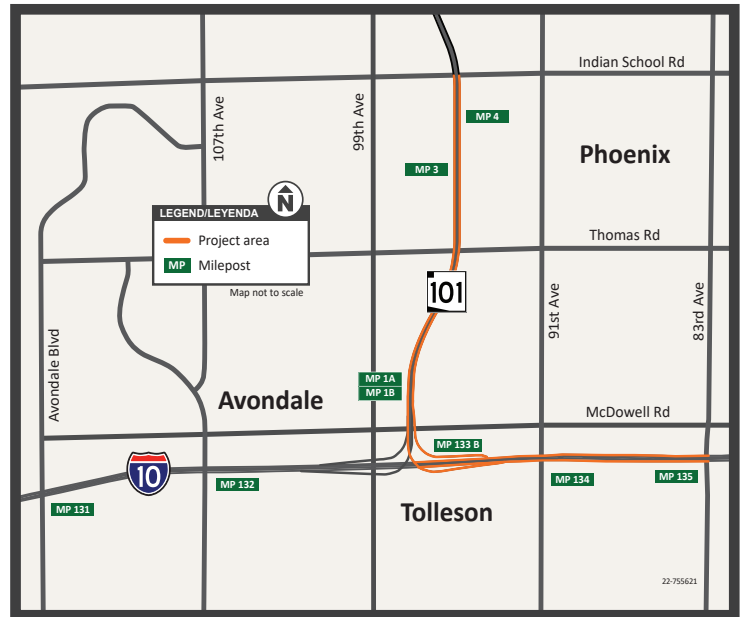 Indian School Rd
107th Ave
99th Ave
MP 4
Phoenix
MP 3
N
LEGEND/LEYENDA
Project area
MP Milepost
Map not to scale
Thomas Rd
101
91st Ave
83rd Ave
Avondale Blvd
MP 1A
MP 1B
Avondale
McDowell Rd
MP 133 B
10
MP 131
MP 132
MP 134
MP 135
Tolleson
22-755621